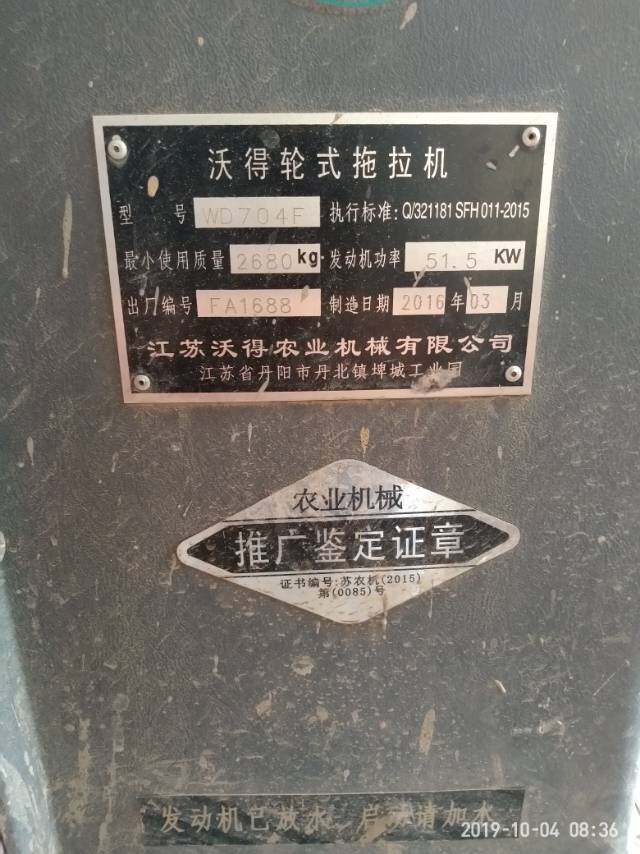 沃得轮式拖拉机
型 号 WD704F 执行标准: Q/321181 SFH 011-2015
最小使用质量 2680 kg 发动机功率 51.5 KW
出厂编号 FA1688 制造日期 2016 年 03 月
江苏沃得农业机械有限公司
江苏省丹阳市丹北镇埤城工业园
农业机械
推广鉴定证章
证书编号:苏农机(2015)
第(0085)号
发动机已放水 启动请加水
2019-10-04 08:36